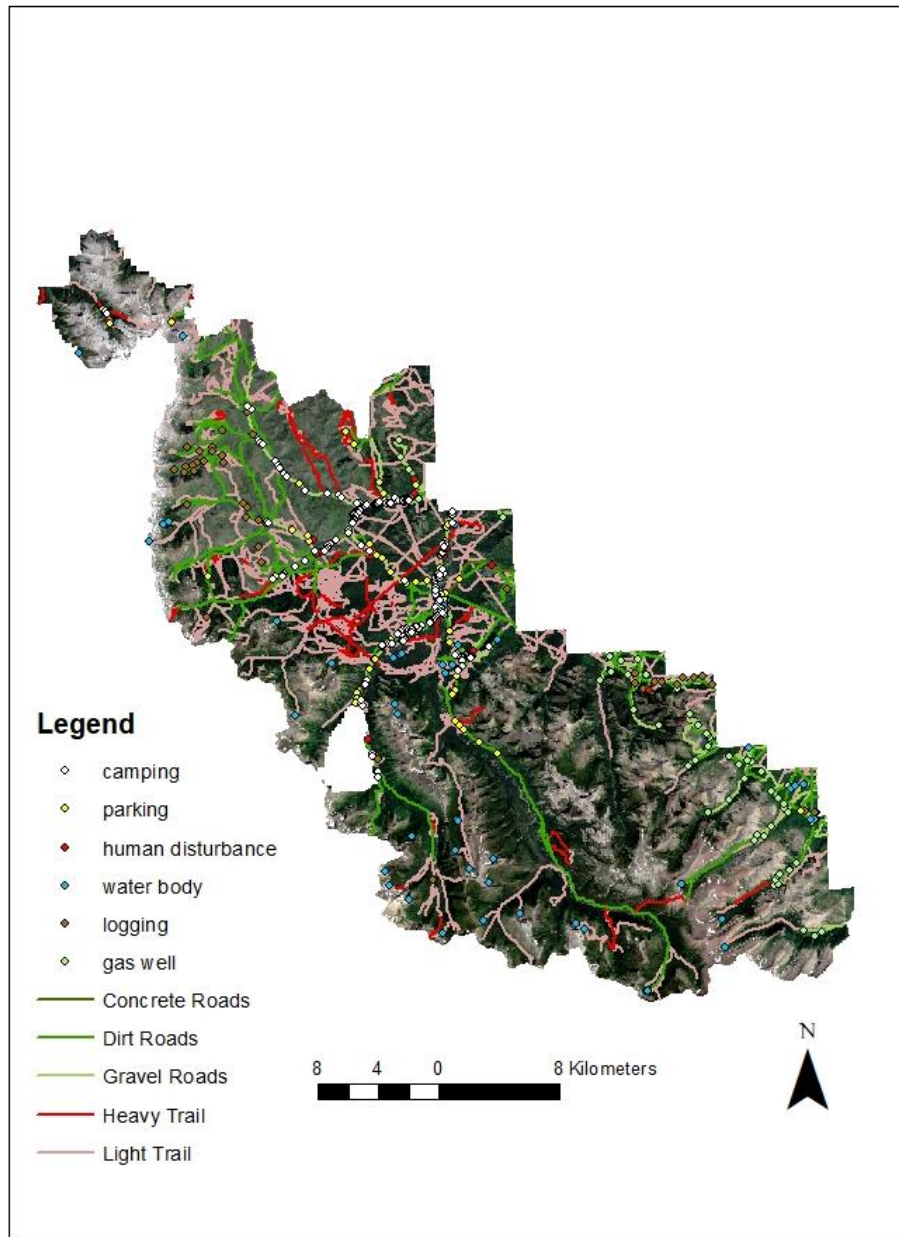 Legend
camping
parking
human disturbance
water body
logging
gas well
Concrete Roads
Dirt Roads
Gravel Roads
Heavy Trail
Light Trail
8 4 0 8 Kilometers
N